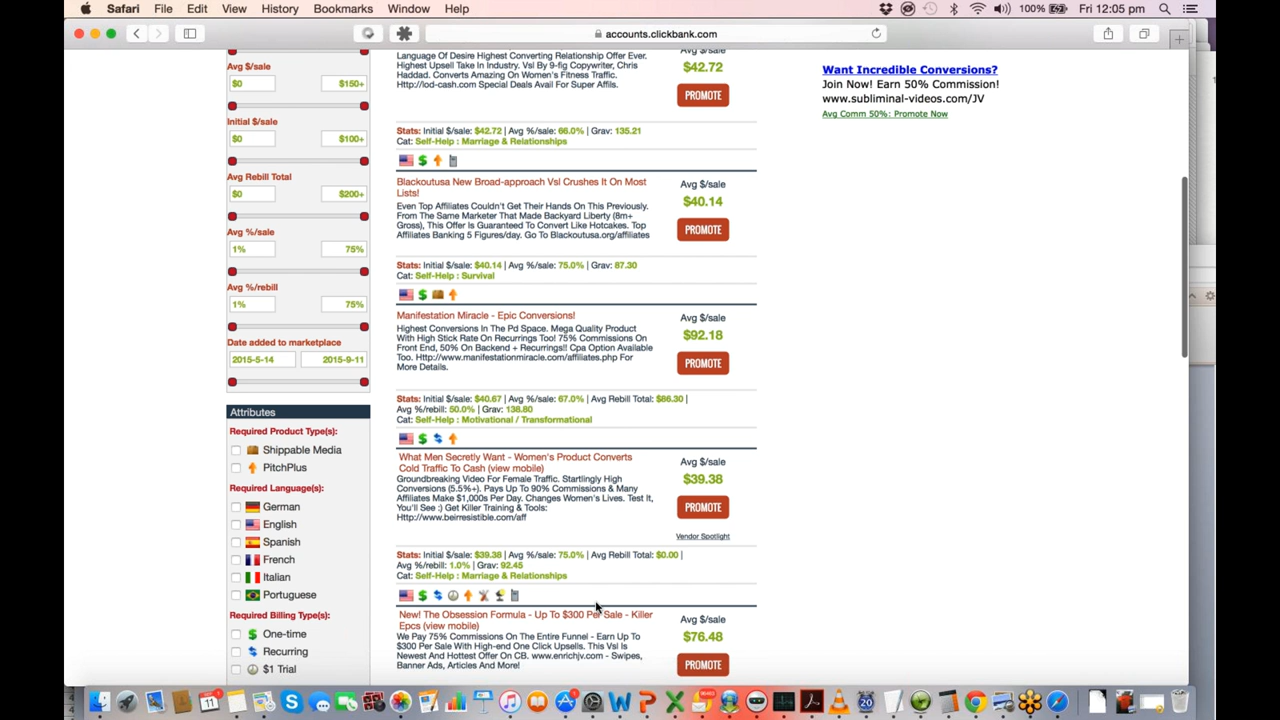 Safari File Edit View History Bookmarks Window Help
100% Fri 12:05 pm
accounts.clickbank.com
Avg $/sale
$0 $150+
Initial $/sale
$0 $100+
Avg Rebill Total
$0 $200+
Avg %/sale
1% 75%
Avg %/rebill
1% 75%
Date added to marketplace
2015-5-14 2015-9-11
Attributes
Required Product Type(s):
Shippable Media
PitchPlus
Required Language(s):
German
English
Spanish
French
Italian
Portuguese
Required Billing Type(s):
One-time
Recurring
$1 Trial
Language Of Desire Highest Converting Relationship Offer Ever.
Highest Upsell Take In Industry. Vsl By 9-fig Copywriter, Chris
Haddad. Converts Amazing On Women's Fitness Traffic.
Http://lod-cash.com Special Deals Avail For Super Affils.
Avg $/sale
$42.72
PROMOTE
Stats: Initial $/sale: $42.72 | Avg %/sale: 66.0% | Grav: 135.21
Cat: Self-Help : Marriage & Relationships
Blackoutusa New Broad-approach Vsl Crushes It On Most
Lists!
Even Top Affiliates Couldn't Get Their Hands On This Previously.
From The Same Marketer That Made Backyard Liberty (8m+
Gross), This Offer Is Guaranteed To Convert Like Hotcakes. Top
Affiliates Banking 5 Figures/day. Go To Blackoutusa.org/affiliates
Avg $/sale
$40.14
PROMOTE
Stats: Initial $/sale: $40.14 | Avg %/sale: 75.0% | Grav: 87.30
Cat: Self-Help : Survival
Manifestation Miracle - Epic Conversions!
Highest Conversions In The Pd Space. Mega Quality Product
With High Stick Rate On Recurrings Too! 75% Commissions On
Front End, 50% On Backend + Recurrings!! Cpa Option Available
Too. Http://www.manifestationmiracle.com/affiliates.php For
More Details.
Avg $/sale
$92.18
PROMOTE
Stats: Initial $/sale: $40.67 | Avg %/sale: 67.0% | Avg Rebill Total: $86.30 |
Avg %/rebill: 50.0% | Grav: 138.80
Cat: Self-Help : Motivational / Transformational
What Men Secretly Want - Women's Product Converts
Cold Traffic To Cash (view mobile)
Groundbreaking Video For Female Traffic. Startlingly High
Conversions (5.5%+). Pays Up To 90% Commissions & Many
Affiliates Make $1,000s Per Day. Changes Women's Lives. Test It,
You'll See :) Get Killer Training & Tools:
Http://www.beirresistible.com/aff
Avg $/sale
$39.38
PROMOTE
Vendor Spotlight
Stats: Initial $/sale: $39.38 | Avg %/sale: 75.0% | Avg Rebill Total: $0.00 |
Avg %/rebill: 1.0% | Grav: 92.45
Cat: Self-Help : Marriage & Relationships
New! The Obsession Formula - Up To $300 Per Sale - Killer
Epcs (view mobile)
We Pay 75% Commissions On The Entire Funnel - Earn Up To
$300 Per Sale With High-end One Click Upsells. This Vsl Is
Newest And Hottest Offer On CB. www.enrichjv.com - Swipes,
Banner Ads, Articles And More!
Avg $/sale
$76.48
PROMOTE
Want Incredible Conversions?
Join Now! Earn 50% Commission!
www.subliminal-videos.com/JV
Avg Comm 50%: Promote Now